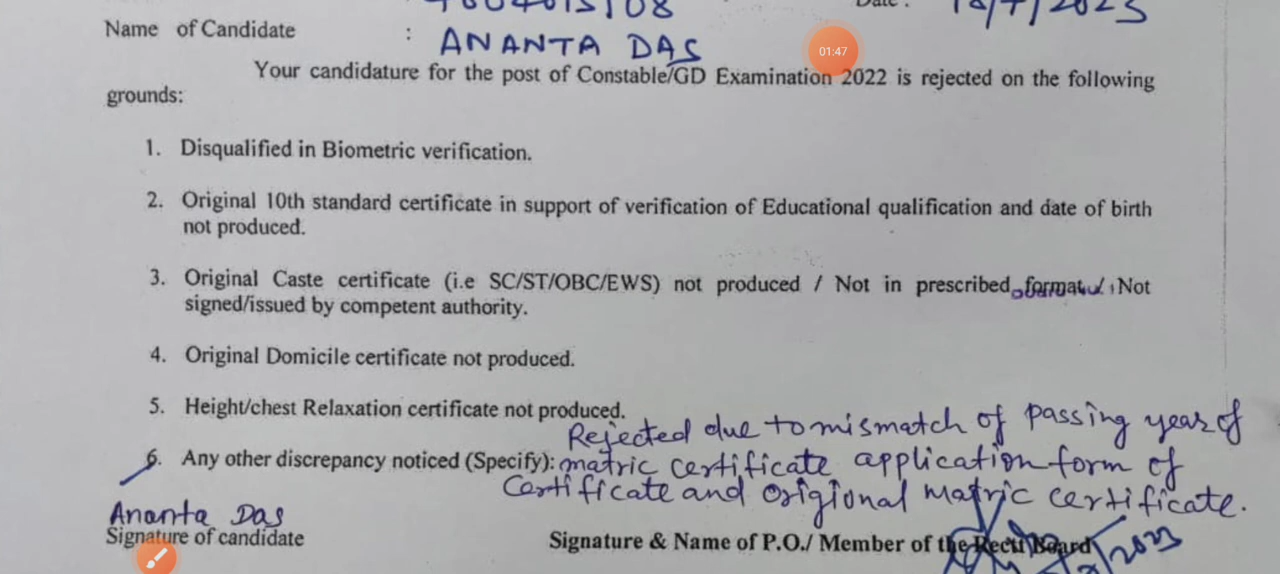 Name of Candidate : ANANTA DAS
01:47
Your candidature for the post of Constable/GD Examination 2022 is rejected on the following
grounds:
1. Disqualified in Biometric verification.
2. Original 10th standard certificate in support of verification of Educational qualification and date of birth
not produced.
3. Original Caste certificate (i.e SC/ST/OBC/EWS) not produced / Not in prescribed format / Not
signed/issued by competent authority.
4. Original Domicile certificate not produced.
5. Height/chest Relaxation certificate not produced.
Rejected due to mismatch of passing year of
6. Any other discrepancy noticed (Specify): matric certificate application form of
Certificate and origional matric certificate.
Ananta Das
Signature of candidate
Signature & Name of P.O./ Member of the Rectt Board